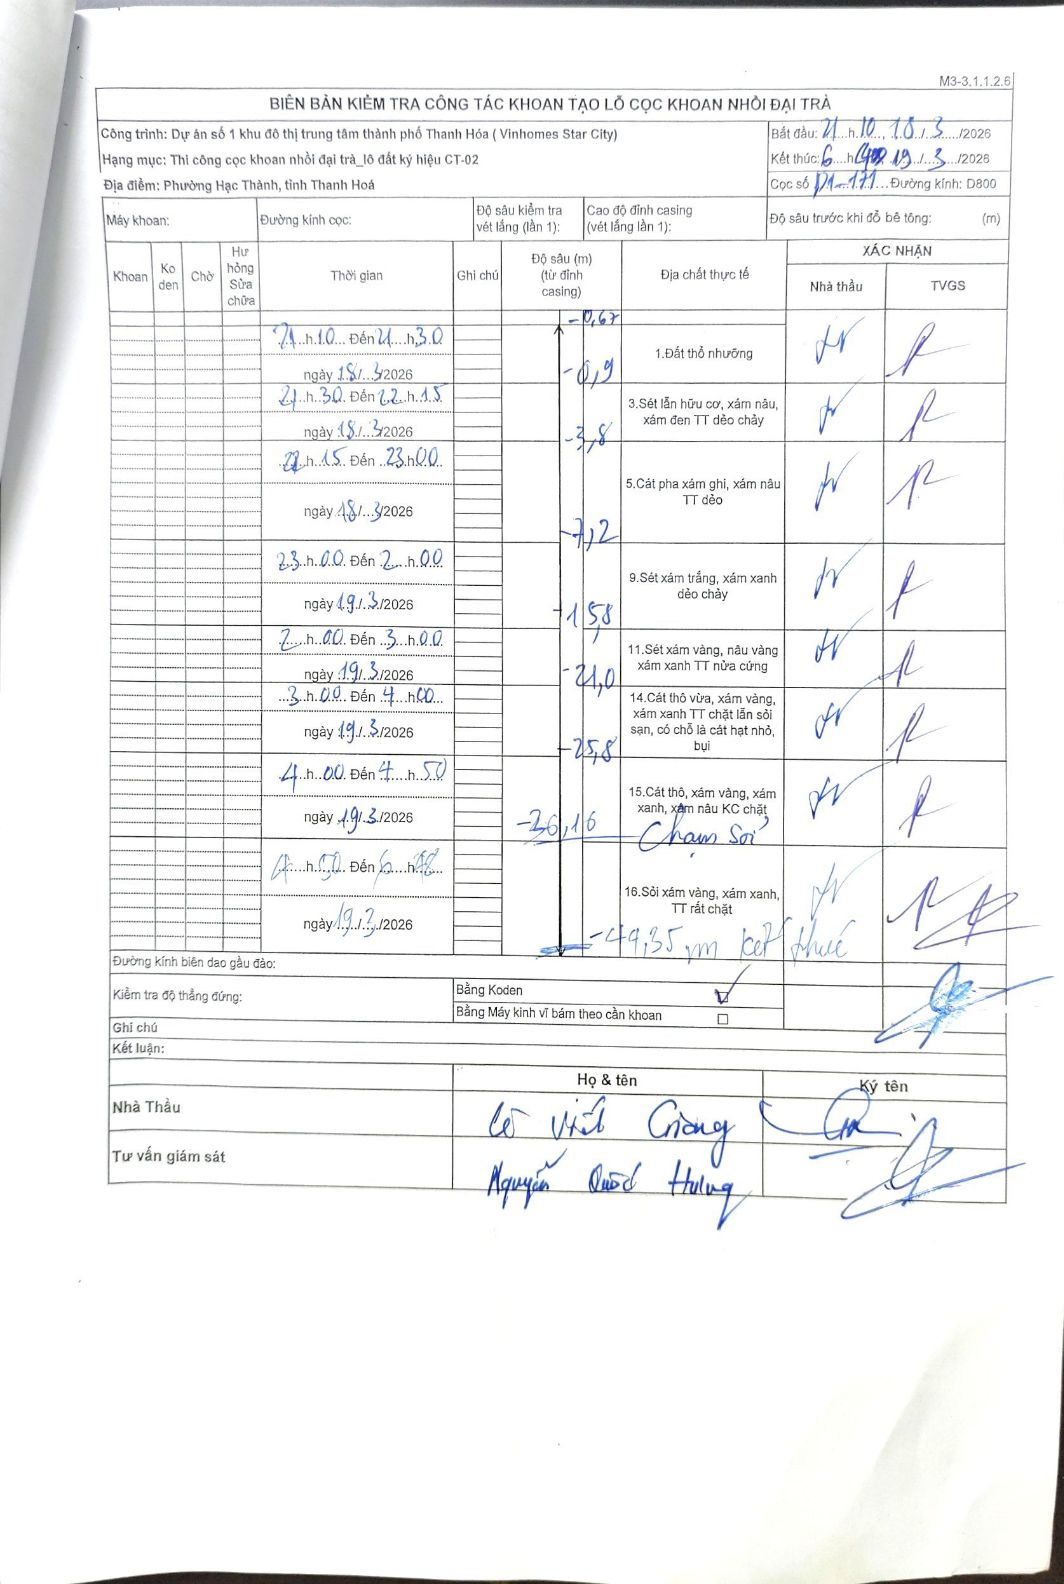 M3-3.1.1.2.6
BIÊN BẢN KIỂM TRA CÔNG TÁC KHOAN TẠO LỖ CỌC KHOAN NHỒI ĐẠI TRÀ
Công trình: Dự án số 1 khu đô thị trung tâm thành phố Thanh Hóa ( Vinhomes Star City)
Bắt đầu: 21 h 10, 18/3/2026
Hạng mục: Thi công cọc khoan nhồi đại trà_lô đất ký hiệu CT-02
Kết thúc: 6 h 19/3/2026
Địa điểm: Phường Hạc Thành, tỉnh Thanh Hoá
Cọc số P1-171 Đường kính: D800
Máy khoan: Đường kính cọc: Độ sâu kiểm tra vét lắng (lần 1): Cao độ đỉnh casing (vét lắng lần 1): Độ sâu trước khi đổ bê tông: (m)
Khoan Ko den Chờ Hư hỏng Sửa chữa Thời gian Ghi chú Độ sâu (m) (từ đỉnh casing) Địa chất thực tế XÁC NHẬN
Nhà thầu TVGS
-0,67
21 h 10 Đến 21 h 30
1.Đất thổ nhưỡng
ngày 18/3/2026
-0,9
21 h 30 Đến 22 h 15
3.Sét lẫn hữu cơ, xám nâu, xám đen TT dẻo chảy
ngày 18/3/2026
-3,8
22 h 15 Đến 23 h 00
5.Cát pha xám ghi, xám nâu TT dẻo
ngày 18/3/2026
-7,2
23 h 00 Đến 2 h 00
9.Sét xám trắng, xám xanh dẻo chảy
ngày 19/3/2026
-15,8
2 h 00 Đến 3 h 00
11.Sét xám vàng, nâu vàng xám xanh TT nửa cứng
ngày 19/3/2026
-21,0
3 h 00 Đến 4 h 00
14.Cát thô vừa, xám vàng, xám xanh TT chặt lẫn sỏi sạn, có chỗ là cát hạt nhỏ, bụi
ngày 19/3/2026
-25,8
4 h 00 Đến 4 h 50
15.Cát thô, xám vàng, xám xanh, xám nâu KC chặt
ngày 19/3/2026
-36,16 Chạm Sỏi
4 h 50 Đến 6 h 48
16.Sỏi xám vàng, xám xanh, TT rất chặt
ngày 19/3/2026
-44,35 m kết thúc
Đường kính biên dao gầu đào:
Kiểm tra độ thẳng đứng:
Bằng Koden
Bằng Máy kinh vĩ bám theo cần khoan
Ghi chú
Kết luận:
Họ & tên Ký tên
Nhà Thầu Lê Viết Giang
Tư vấn giám sát Nguyễn Quốc Hưng